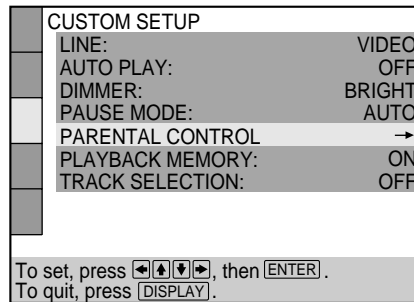 CUSTOM SETUP
LINE: VIDEO
AUTO PLAY: OFF
DIMMER: BRIGHT
PAUSE MODE: AUTO
PARENTAL CONTROL →
PLAYBACK MEMORY: ON
TRACK SELECTION: OFF
To set, press ←↑↓→, then ENTER.
To quit, press DISPLAY.